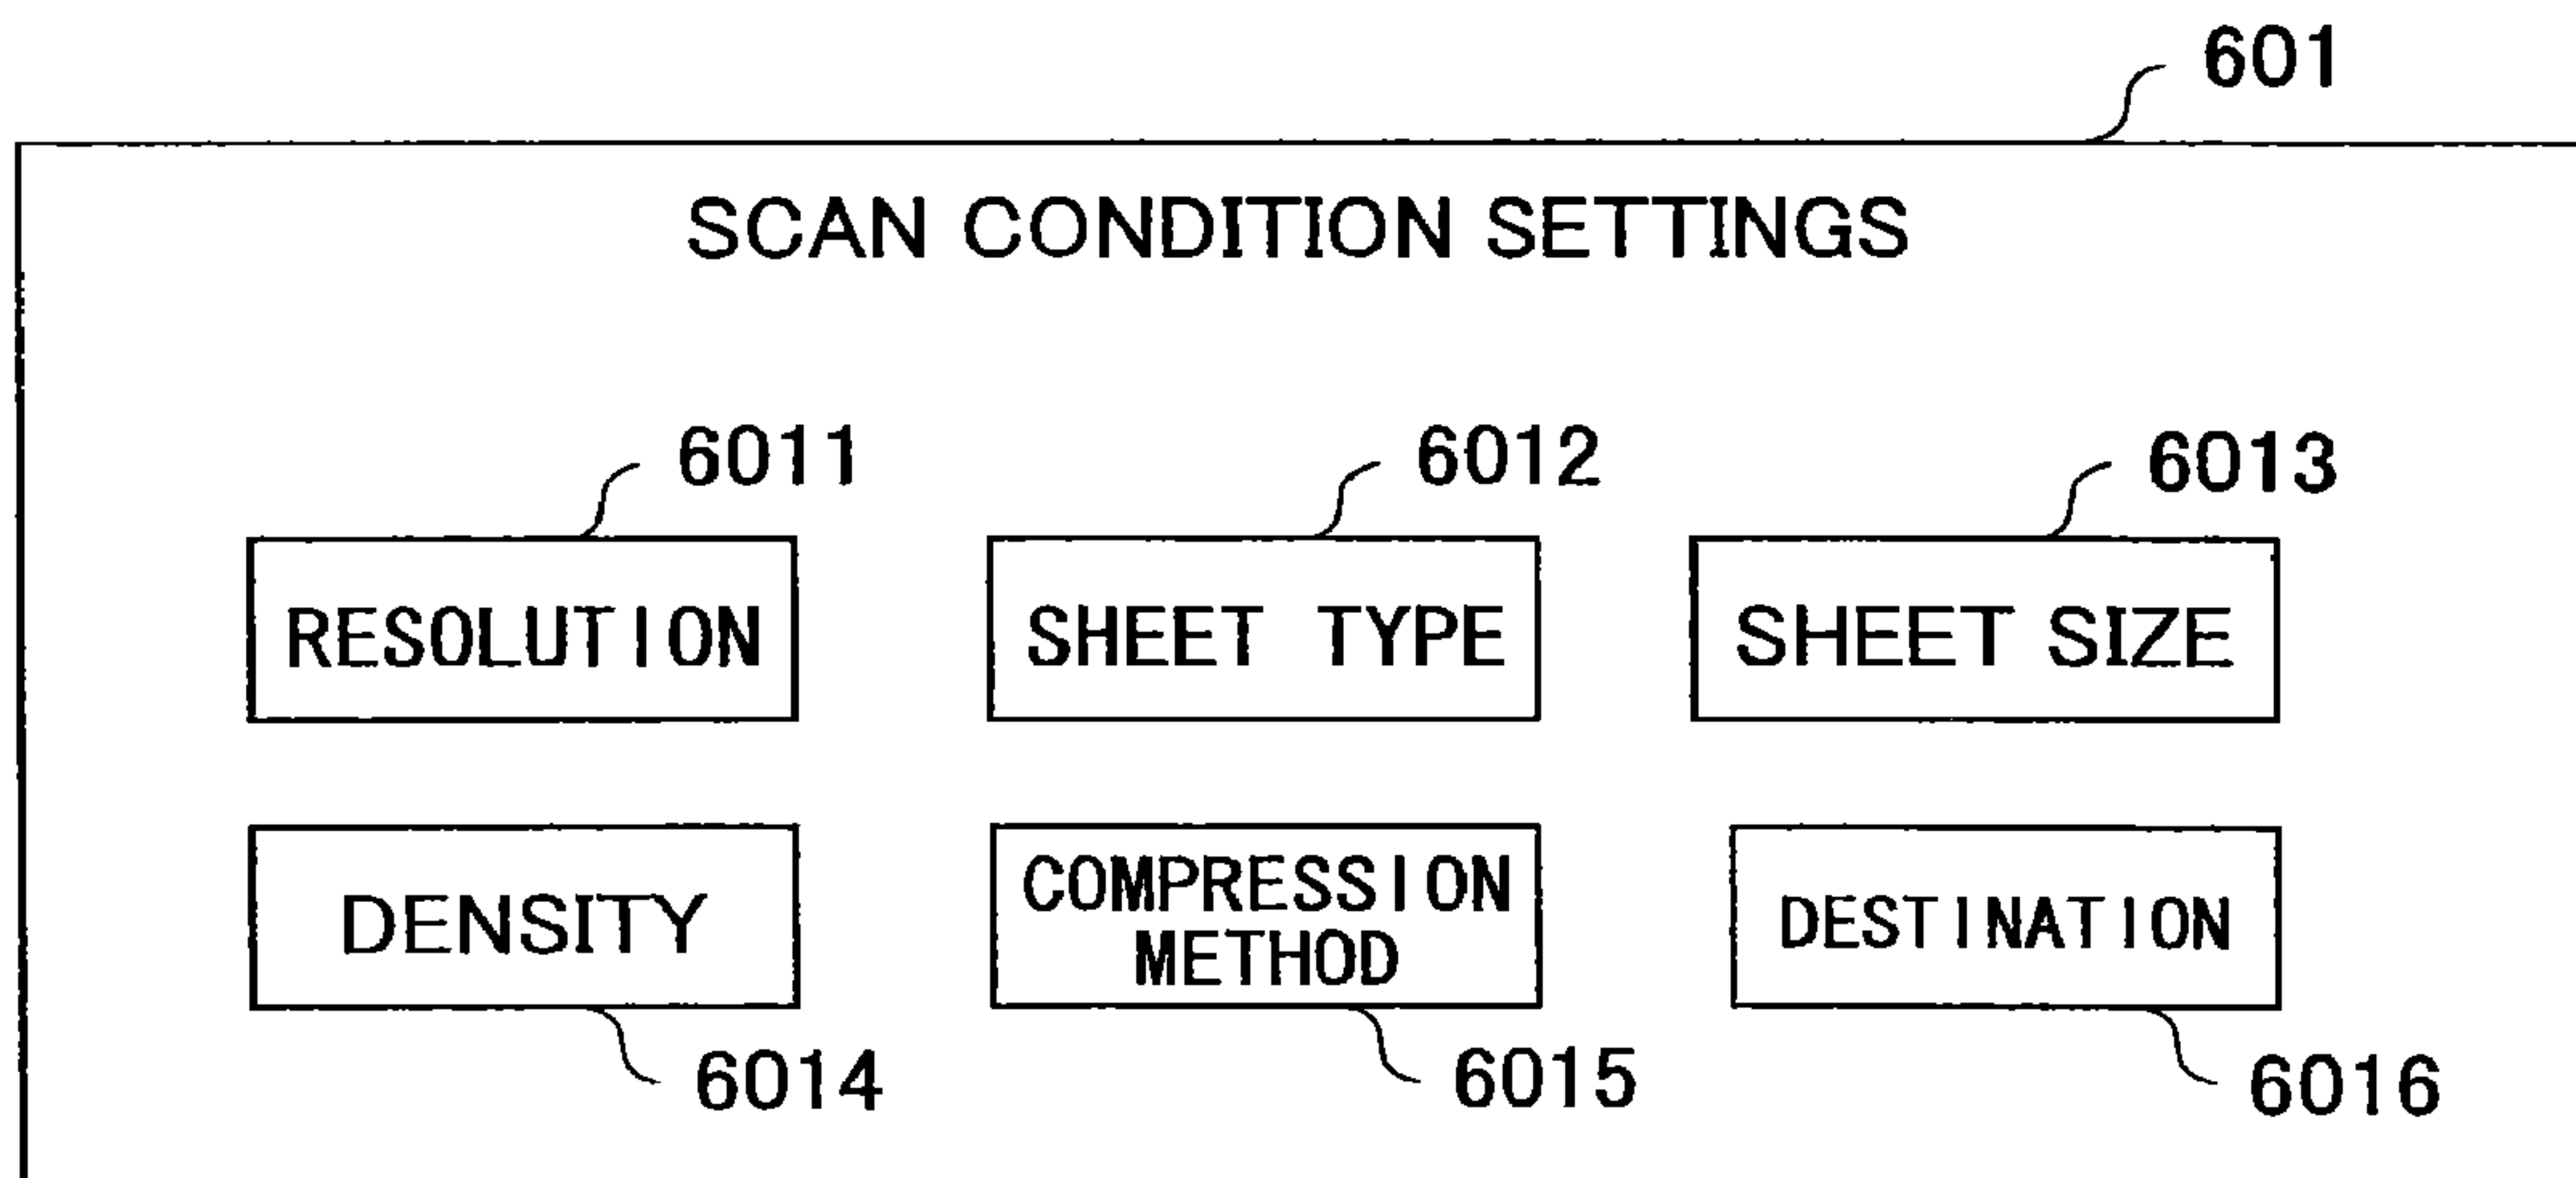 601
SCAN CONDITION SETTINGS
6011 6012 6013
RESOLUTION SHEET TYPE SHEET SIZE
DENSITY COMPRESSION METHOD DESTINATION
6014 6015 6016